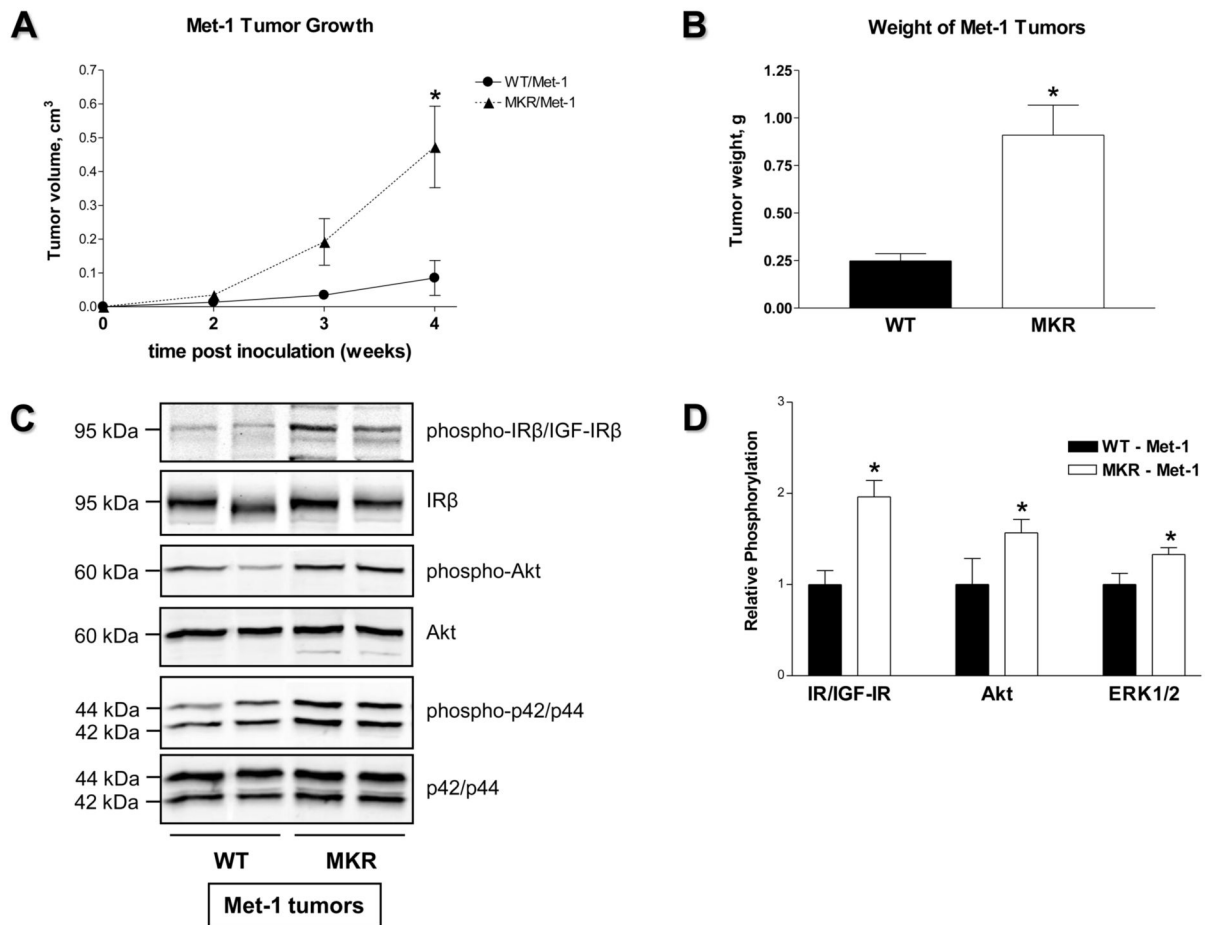 A
Met-1 Tumor Growth
Tumor volume, cm³
0.7
0.6
0.5
0.4
0.3
0.2
0.1
0.0
0 2 3 4
time post inoculation (weeks)
*
WT/Met-1
MKR/Met-1
B
Weight of Met-1 Tumors
Tumor weight, g
1.25
1.00
0.75
0.50
0.25
0.00
*
WT MKR
C
95 kDa phospho-IRβ/IGF-IRβ
95 kDa IRβ
60 kDa phospho-Akt
60 kDa Akt
44 kDa phospho-p42/p44
42 kDa
44 kDa p42/p44
42 kDa
WT MKR
Met-1 tumors
D
Relative Phosphorylation
3
2
1
0
WT - Met-1
MKR - Met-1
* * *
IR/IGF-IR Akt ERK1/2